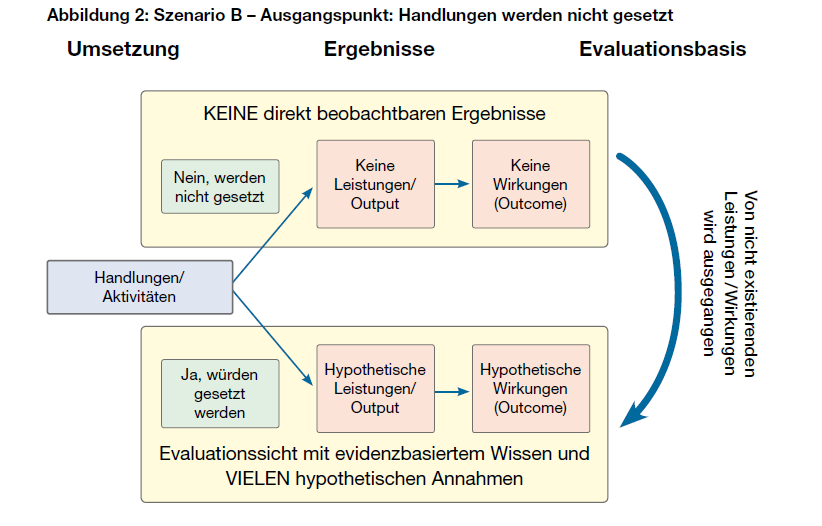 Abbildung 2: Szenario B – Ausgangspunkt: Handlungen werden nicht gesetzt
Umsetzung
Ergebnisse
Evaluationsbasis
KEINE direkt beobachtbaren Ergebnisse
Nein, werden
nicht gesetzt
Keine
Leistungen/
Output
Keine
Wirkungen
(Outcome)
Handlungen/
Aktivitäten
Ja, würden
gesetzt
werden
Hypothetische
Leistungen/
Output
Hypothetische
Wirkungen
(Outcome)
Evaluationssicht mit evidenzbasiertem Wissen und
VIELEN hypothetischen Annahmen
Von nicht existierenden
Leistungen /Wirkungen
wird ausgegangen